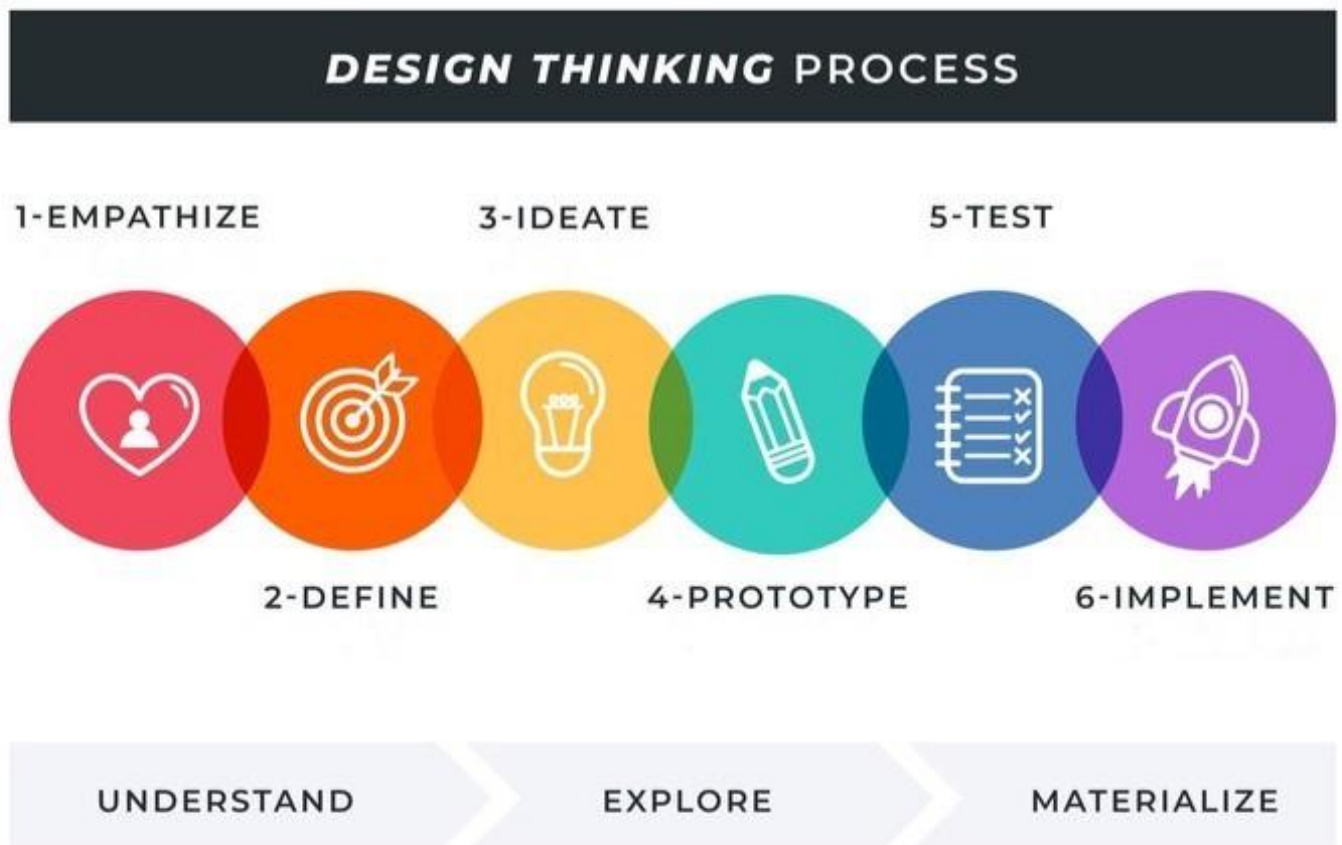 DESIGN THINKING PROCESS
1-EMPATHIZE
3-IDEATE
5-TEST
2-DEFINE
4-PROTOTYPE
6-IMPLEMENT
UNDERSTAND
EXPLORE
MATERIALIZE